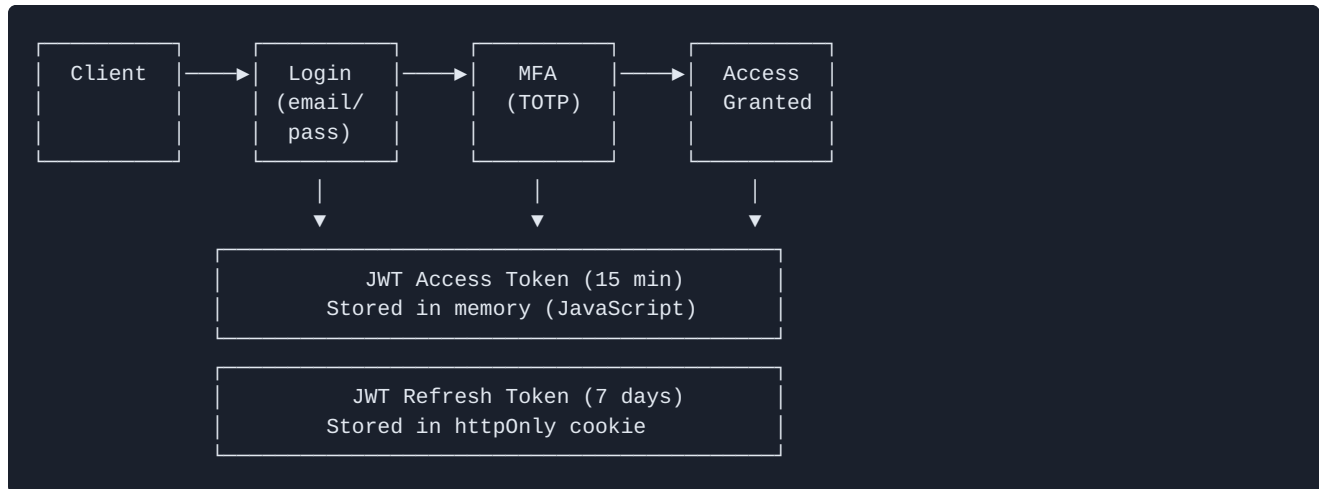 Client Login MFA Access
(email/ (TOTP) Granted
pass)
JWT Access Token (15 min)
Stored in memory (JavaScript)
JWT Refresh Token (7 days)
Stored in httpOnly cookie